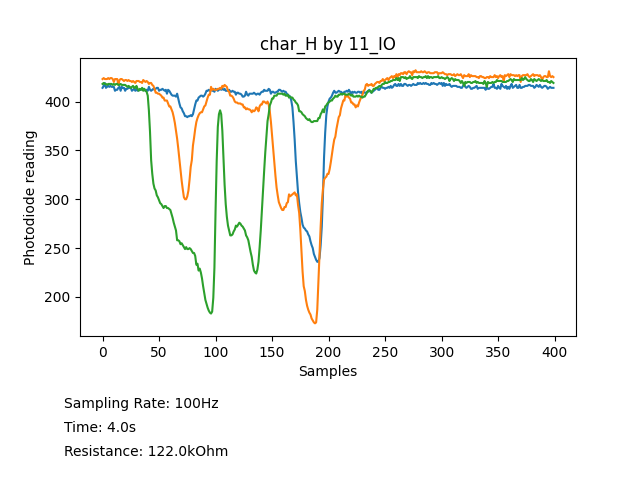 char_H by 11_IO
Photodiode reading
400
350
300
250
200
0 50 100 150 200 250 300 350 400
Samples
Sampling Rate: 100Hz
Time: 4.0s
Resistance: 122.0kOhm